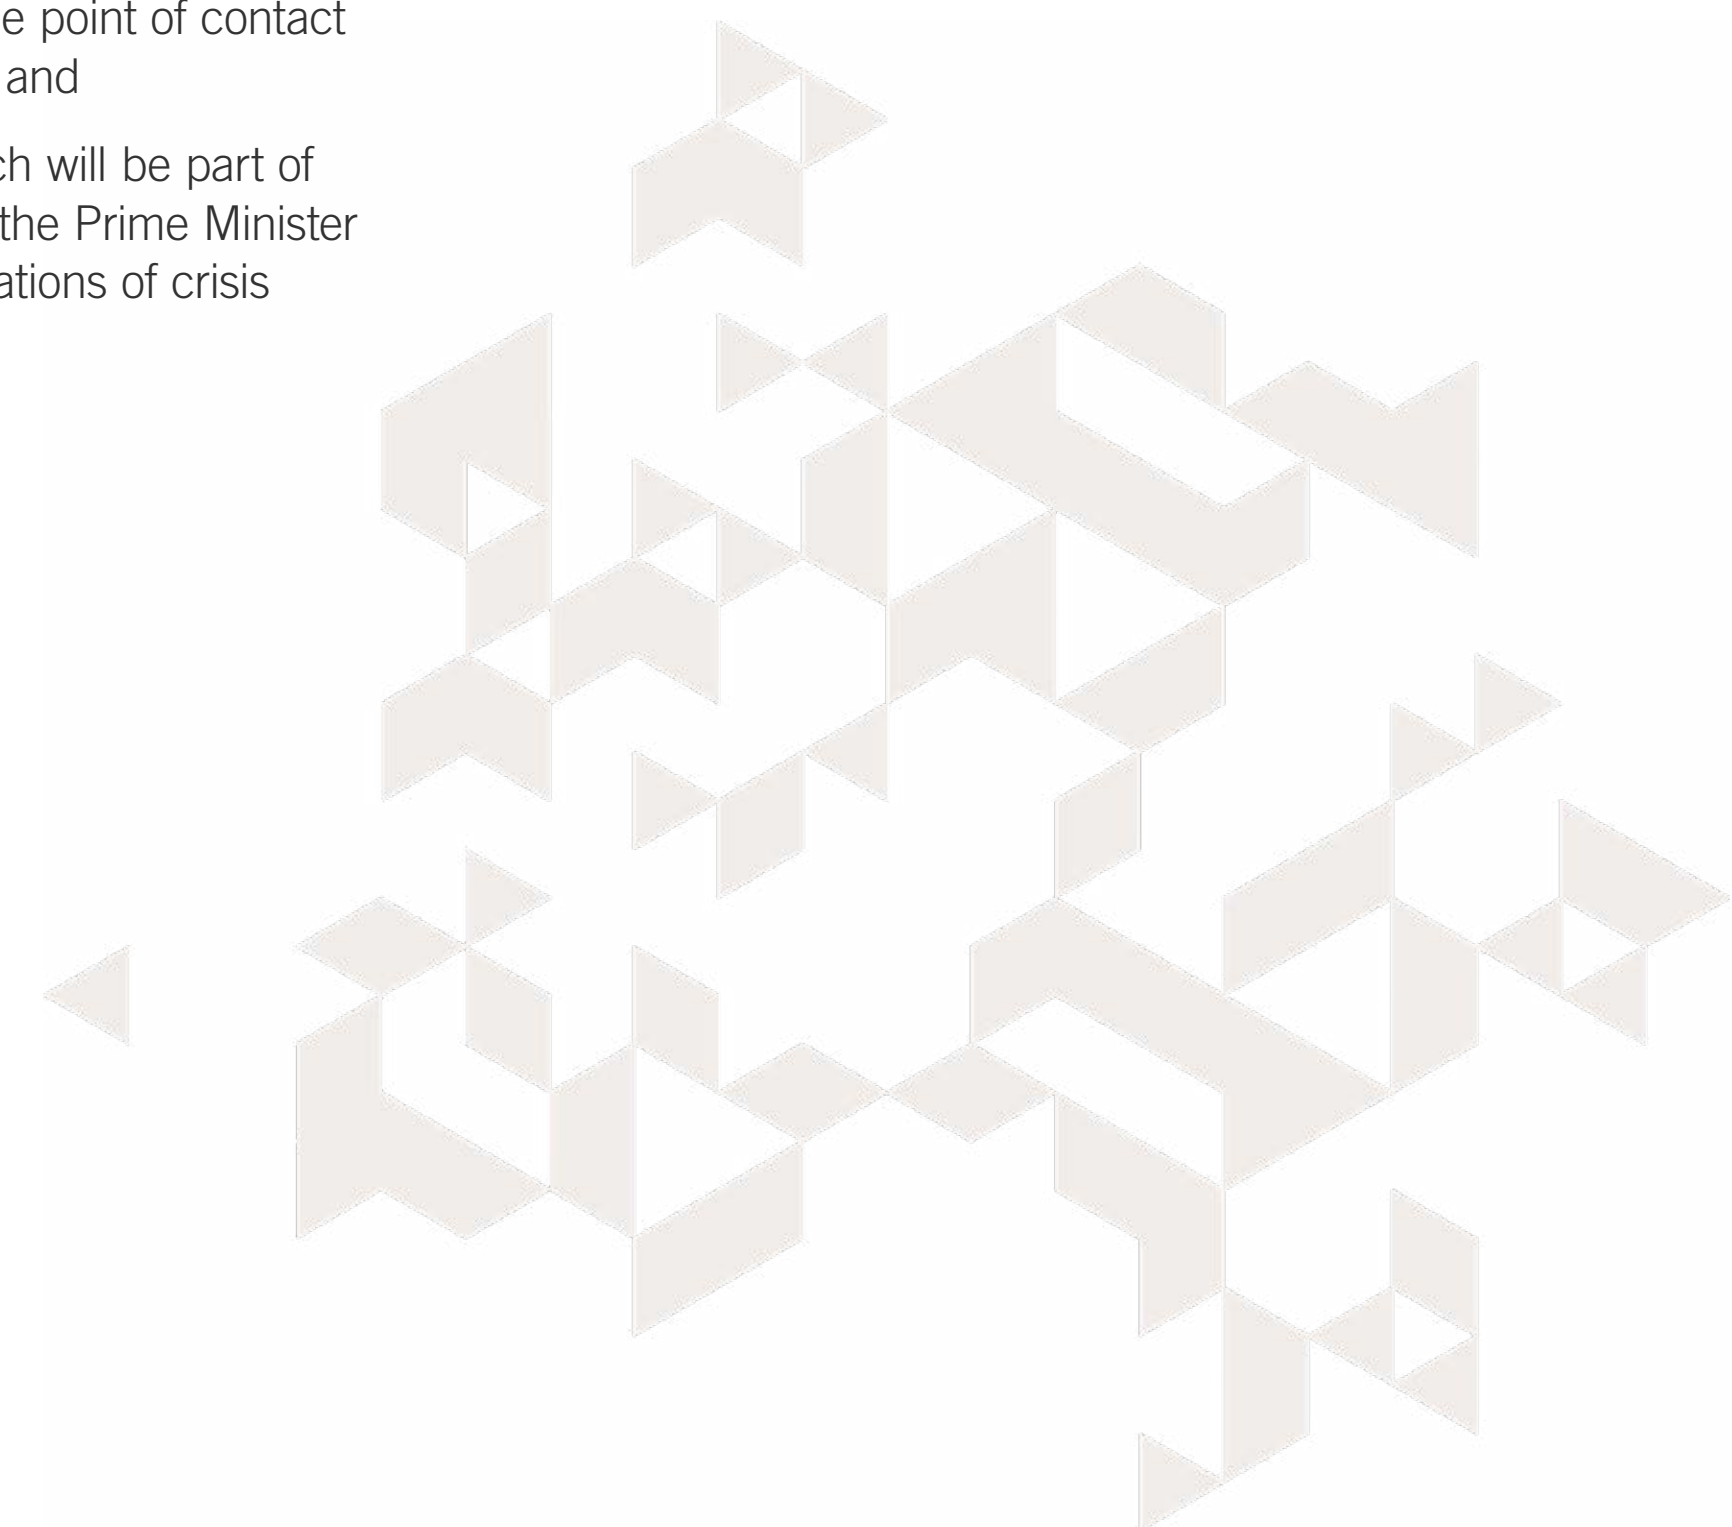 e point of contact
and
ch will be part of
the Prime Minister
ations of crisis